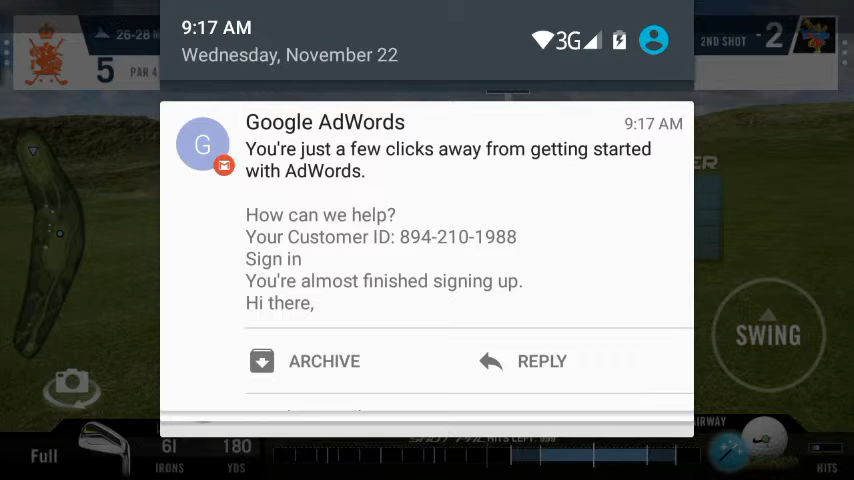 9:17 AM
Wednesday, November 22
3G
26-28
5 PAR 4
2ND SHOT -2
G
Google AdWords 9:17 AM
You're just a few clicks away from getting started
with AdWords.
How can we help?
Your Customer ID: 894-210-1988
Sign in
You're almost finished signing up.
Hi there,
ARCHIVE REPLY
SWING
Full
6I
IRONS
180
YDS
HITS LEFT:
HITS